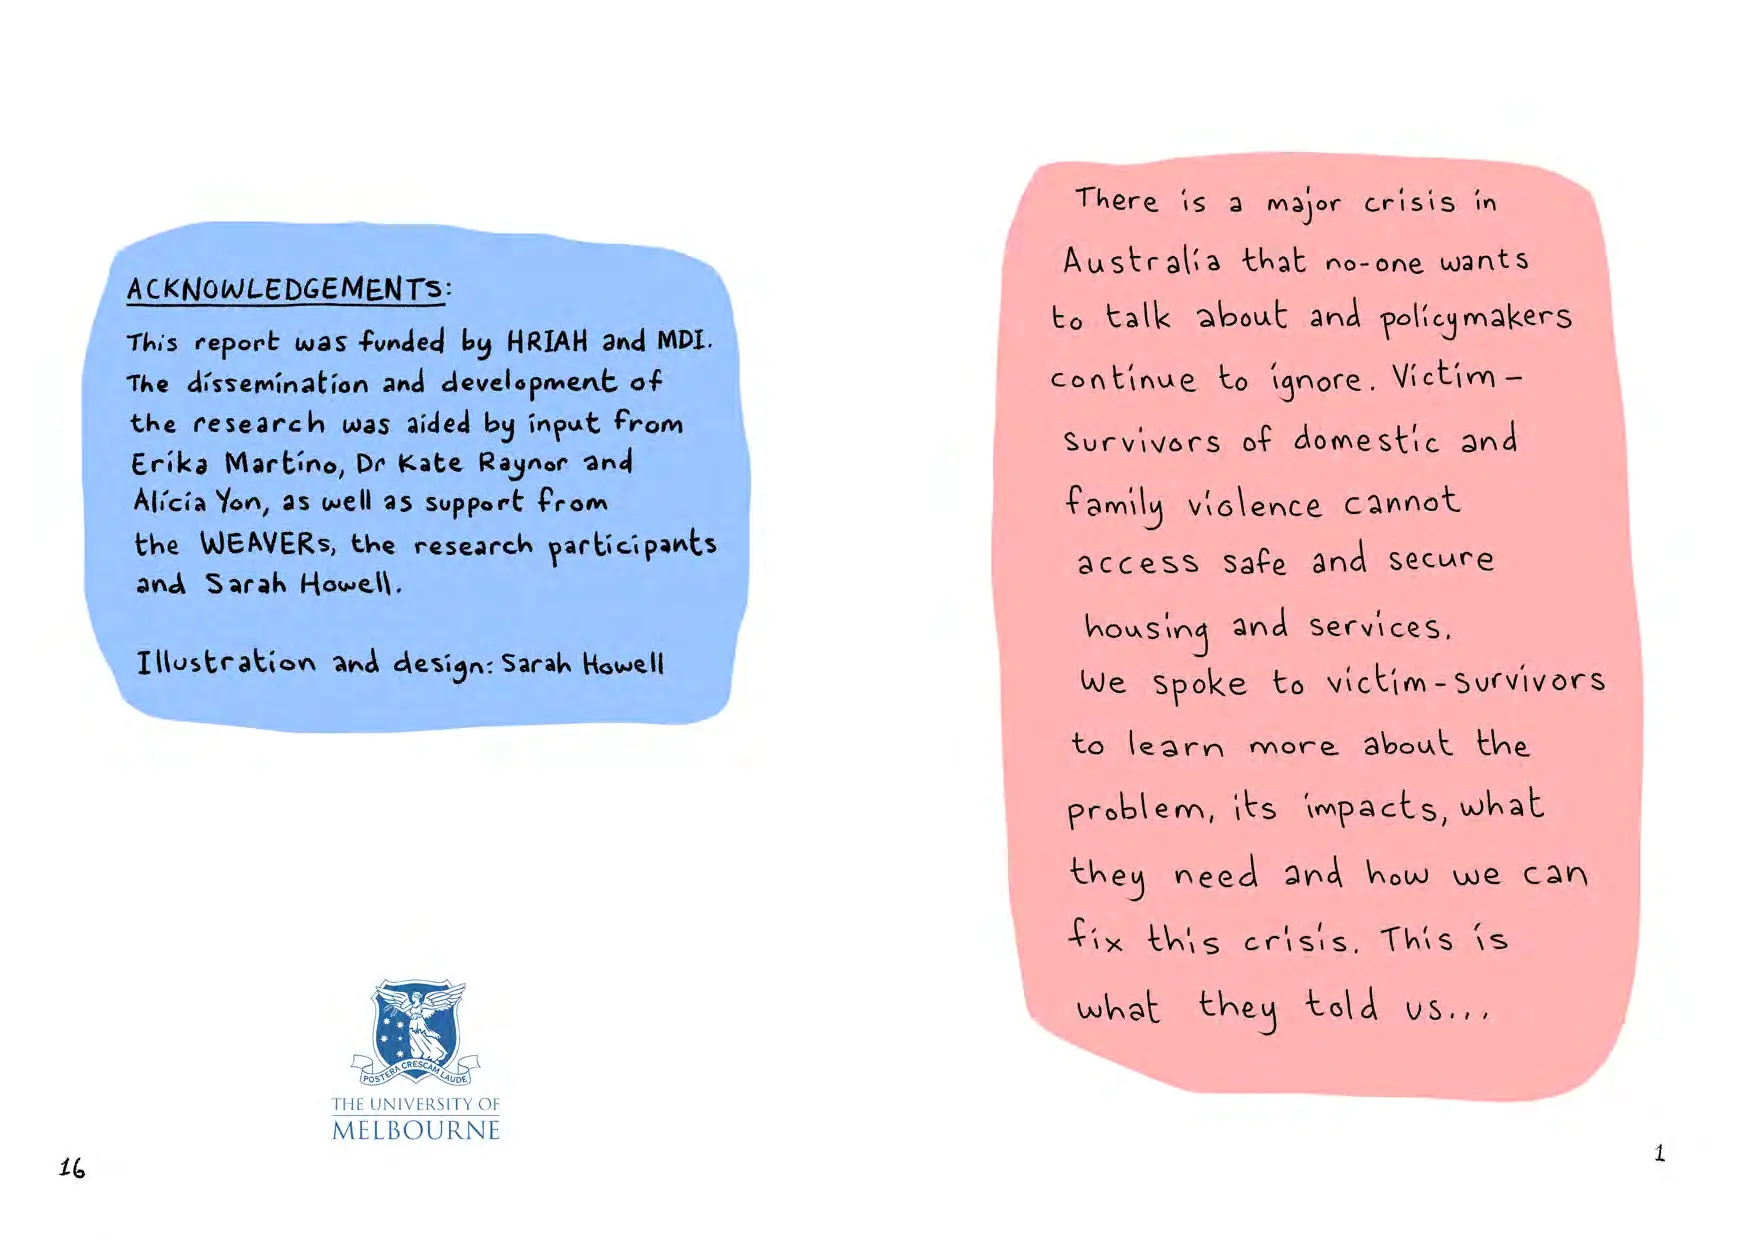 ACKNOWLEDGEMENTS:
This report was funded by HRIAH and MDI.
The dissemination and development of
the research was aided by input from
Erika Martino, Dr Kate Raynor and
Alicia Yon, as well as support from
the WEAVERs, the research participants
and Sarah Howell.
Illustration and design: Sarah Howell
POSTERA CRESCAM LAUDE
THE UNIVERSITY OF
MELBOURNE
16
There is a major crisis in
Australia that no-one wants
to talk about and policymakers
continue to ignore. Victim-
survivors of domestic and
family violence cannot
access safe and secure
housing and services.
We spoke to victim-survivors
to learn more about the
problem, its impacts, what
they need and how we can
fix this crisis. This is
what they told us...
1